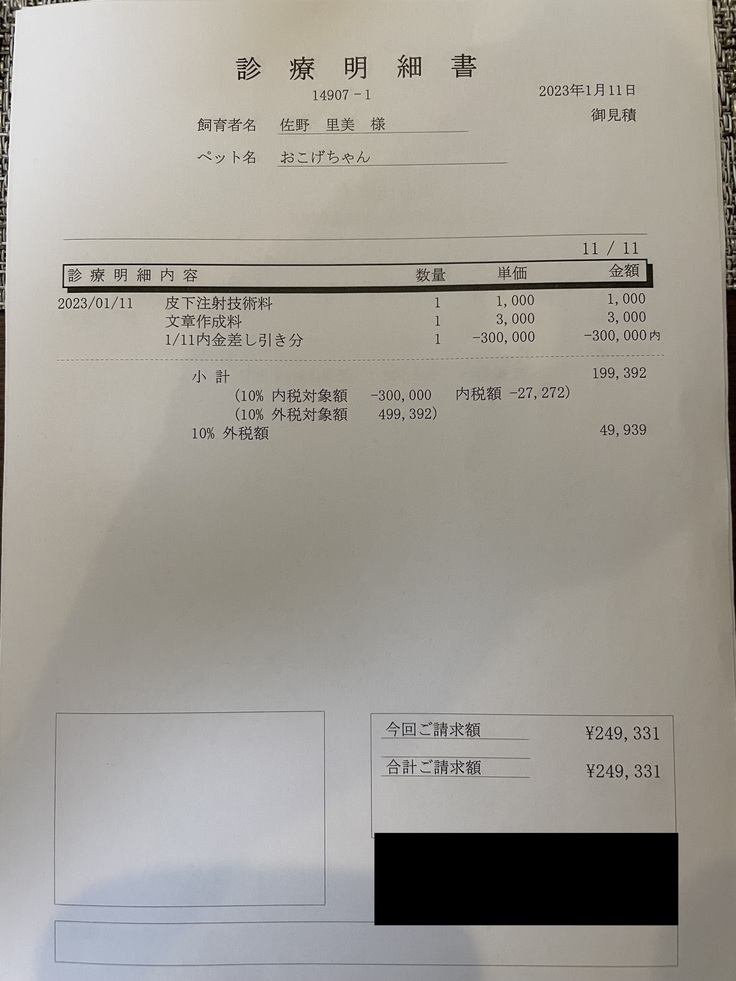 診療明細書
14907-1
2023年1月11日
御見積
飼育者名 佐野 里美 様
ペット名 おこげちゃん
11 / 11
診療明細内容 数量 単価 金額
2023/01/11 皮下注射技術料 1 1,000 1,000
文章作成料 1 3,000 3,000
1/11内金差し引き分 1 -300,000 -300,000内
小計 199,392
(10% 内税対象額 -300,000 内税額 -27,272)
(10% 外税対象額 499,392)
10% 外税額 49,939
今回ご請求額 ¥249,331
合計ご請求額 ¥249,331